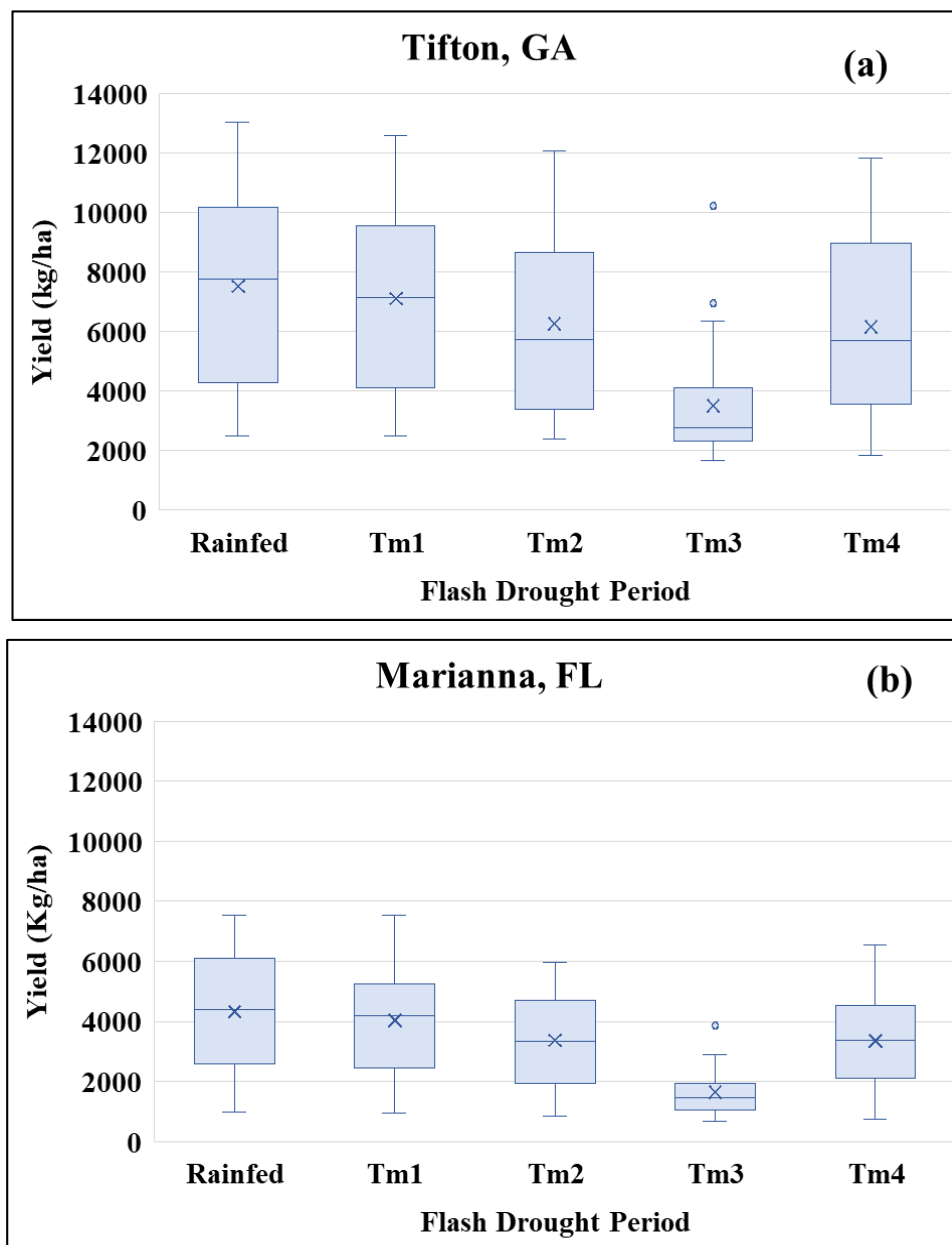 Tifton, GA
(a)
Yield (kg/ha)
14000
12000
10000
8000
6000
4000
2000
0
Rainfed Tm1 Tm2 Tm3 Tm4
Flash Drought Period
Marianna, FL
(b)
Yield (Kg/ha)
14000
12000
10000
8000
6000
4000
2000
0
Rainfed Tm1 Tm2 Tm3 Tm4
Flash Drought Period